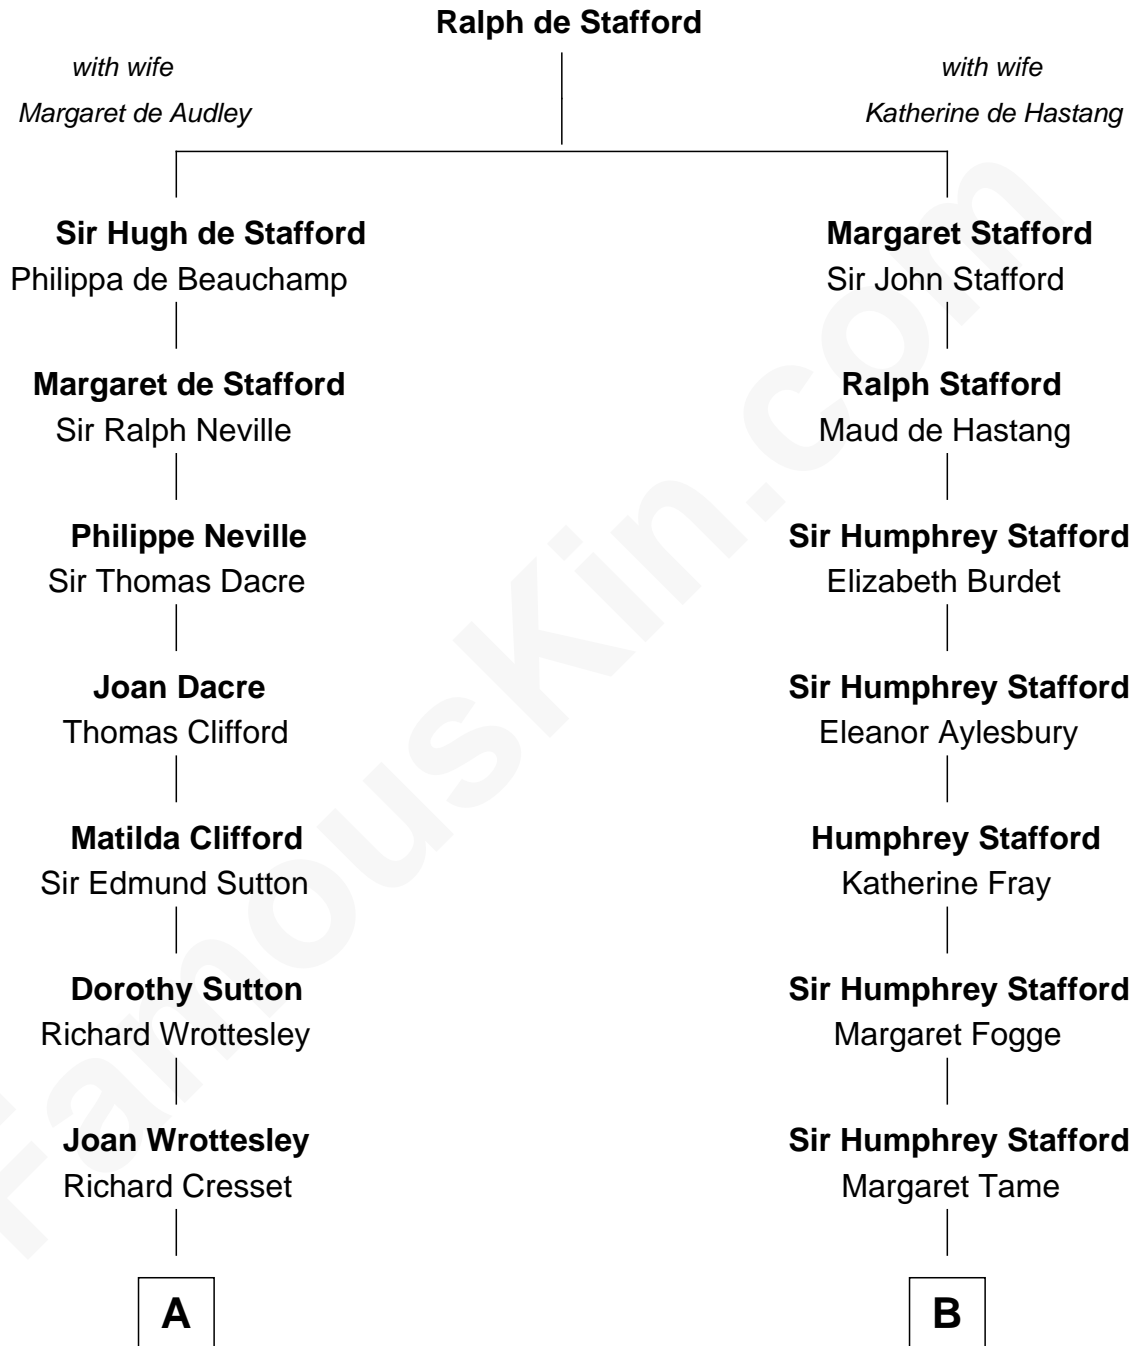 Ralph de Stafford
with wife
Margaret de Audley
with wife
Katherine de Hastang
Sir Hugh de Stafford
Philippa de Beauchamp
Margaret Stafford
Sir John Stafford
Margaret de Stafford
Sir Ralph Neville
Ralph Stafford
Maud de Hastang
Philippe Neville
Sir Thomas Dacre
Sir Humphrey Stafford
Elizabeth Burdet
Joan Dacre
Thomas Clifford
Sir Humphrey Stafford
Eleanor Aylesbury
Matilda Clifford
Sir Edmund Sutton
Humphrey Stafford
Katherine Fray
Dorothy Sutton
Richard Wrottesley
Sir Humphrey Stafford
Margaret Fogge
Joan Wrottesley
Richard Cresset
Sir Humphrey Stafford
Margaret Tame
A
B
FamousKin.com